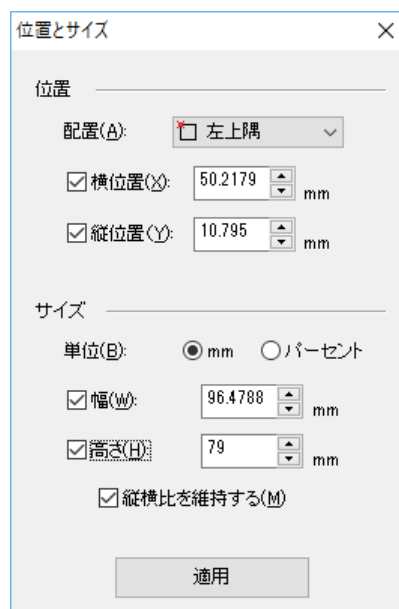 位置とサイズ
位置
配置(A): 左上隅
横位置(X): 50.2179 mm
縦位置(Y): 10.795 mm
サイズ
単位(B): mm パーセント
幅(W): 96.4788 mm
高さ(H): 79 mm
縦横比を維持する(M)
適用